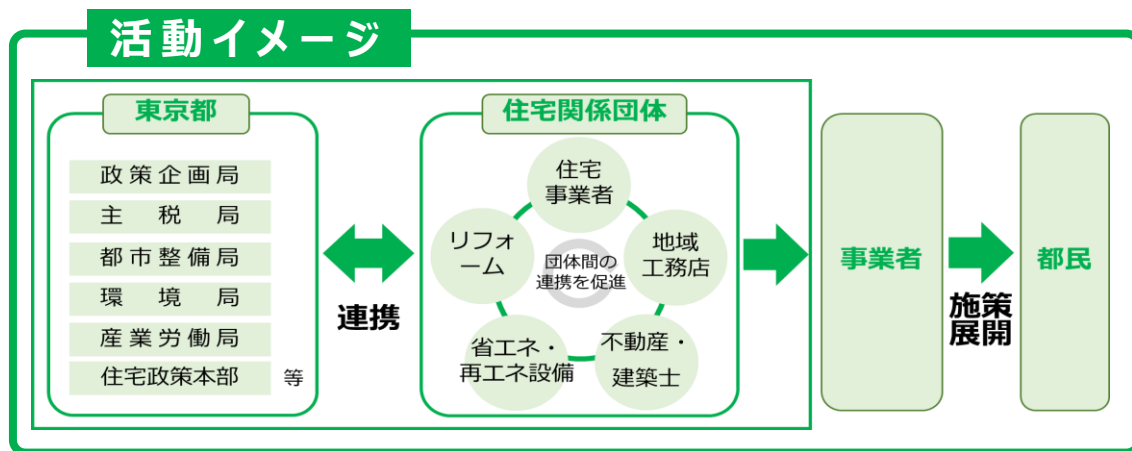 活動イメージ
東京都
政策企画局
主税局
都市整備局
環境局
産業労働局
住宅政策本部 等
連携
住宅関係団体
住宅
事業者
リフォ
ーム
地域
工務店
団体間の
連携を促進
省エネ・
再エネ設備
不動産・
建築士
事業者
施策
展開
都民